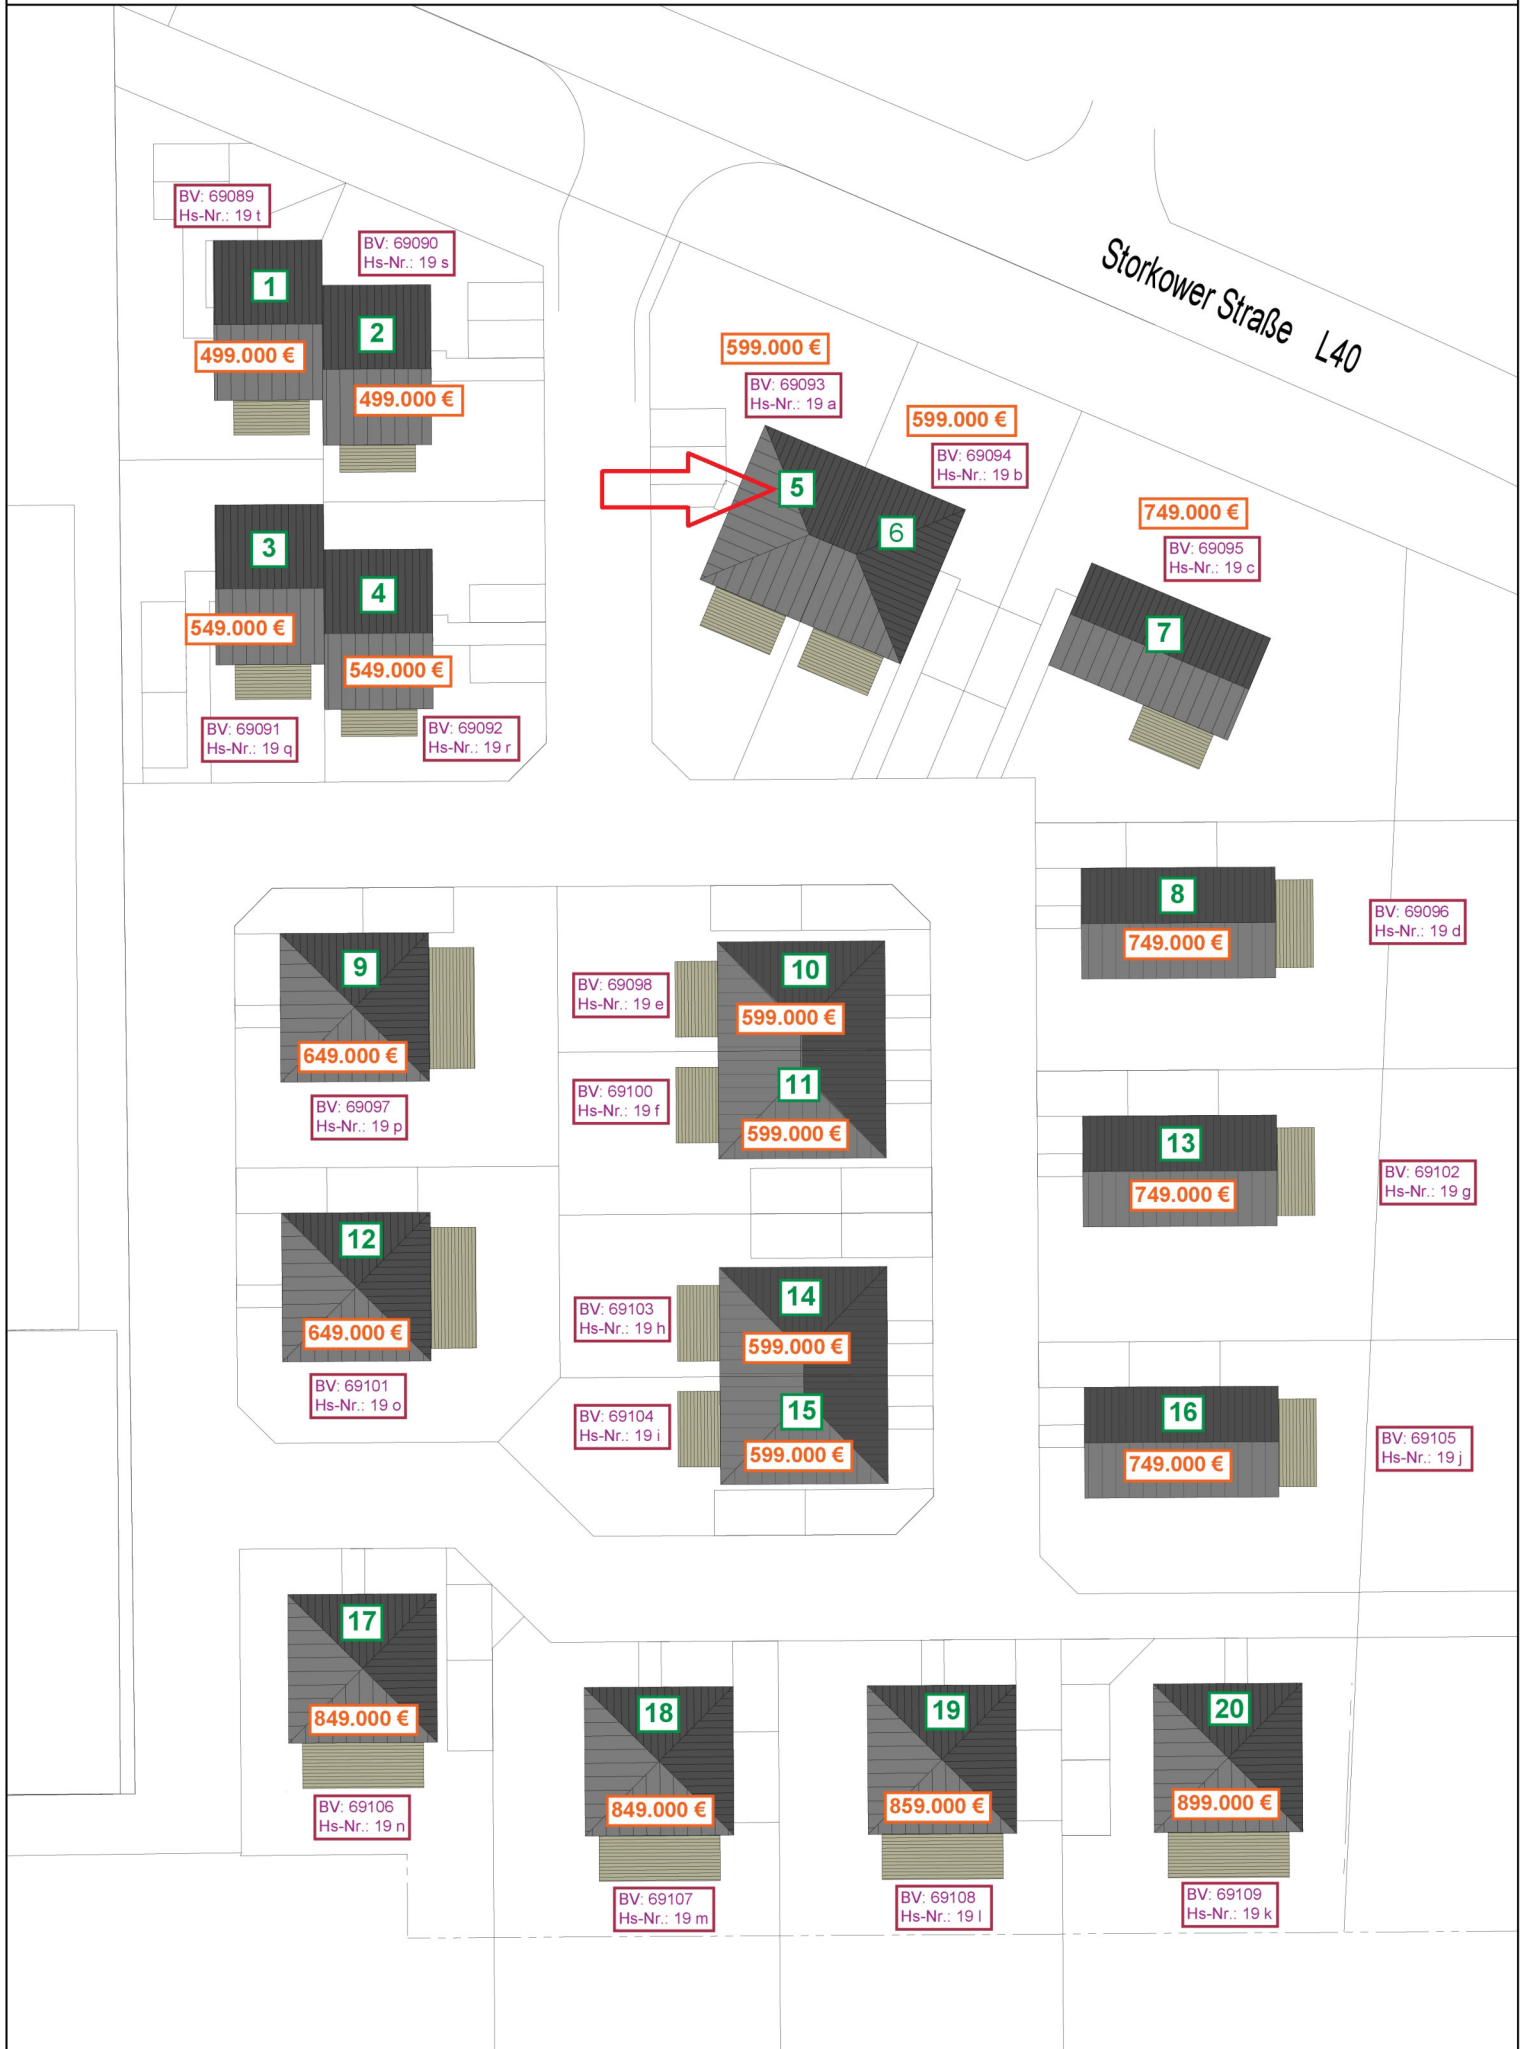 BV: 69089
Hs-Nr.: 19 t
BV: 69090
Hs-Nr.: 19 s
Storkower Straße L40
1
2
499.000 €
499.000 €
599.000 €
BV: 69093
Hs-Nr.: 19 a
599.000 €
BV: 69094
Hs-Nr.: 19 b
5
6
749.000 €
BV: 69095
Hs-Nr.: 19 c
7
3
4
549.000 €
549.000 €
BV: 69091
Hs-Nr.: 19 q
BV: 69092
Hs-Nr.: 19 r
8
749.000 €
BV: 69096
Hs-Nr.: 19 d
9
649.000 €
BV: 69097
Hs-Nr.: 19 p
BV: 69098
Hs-Nr.: 19 e
10
599.000 €
BV: 69100
Hs-Nr.: 19 f
11
599.000 €
13
749.000 €
BV: 69102
Hs-Nr.: 19 g
12
649.000 €
BV: 69101
Hs-Nr.: 19 o
BV: 69103
Hs-Nr.: 19 h
14
599.000 €
BV: 69104
Hs-Nr.: 19 i
15
599.000 €
16
749.000 €
BV: 69105
Hs-Nr.: 19 j
17
849.000 €
BV: 69106
Hs-Nr.: 19 n
18
849.000 €
BV: 69107
Hs-Nr.: 19 m
19
859.000 €
BV: 69108
Hs-Nr.: 19 l
20
899.000 €
BV: 69109
Hs-Nr.: 19 k